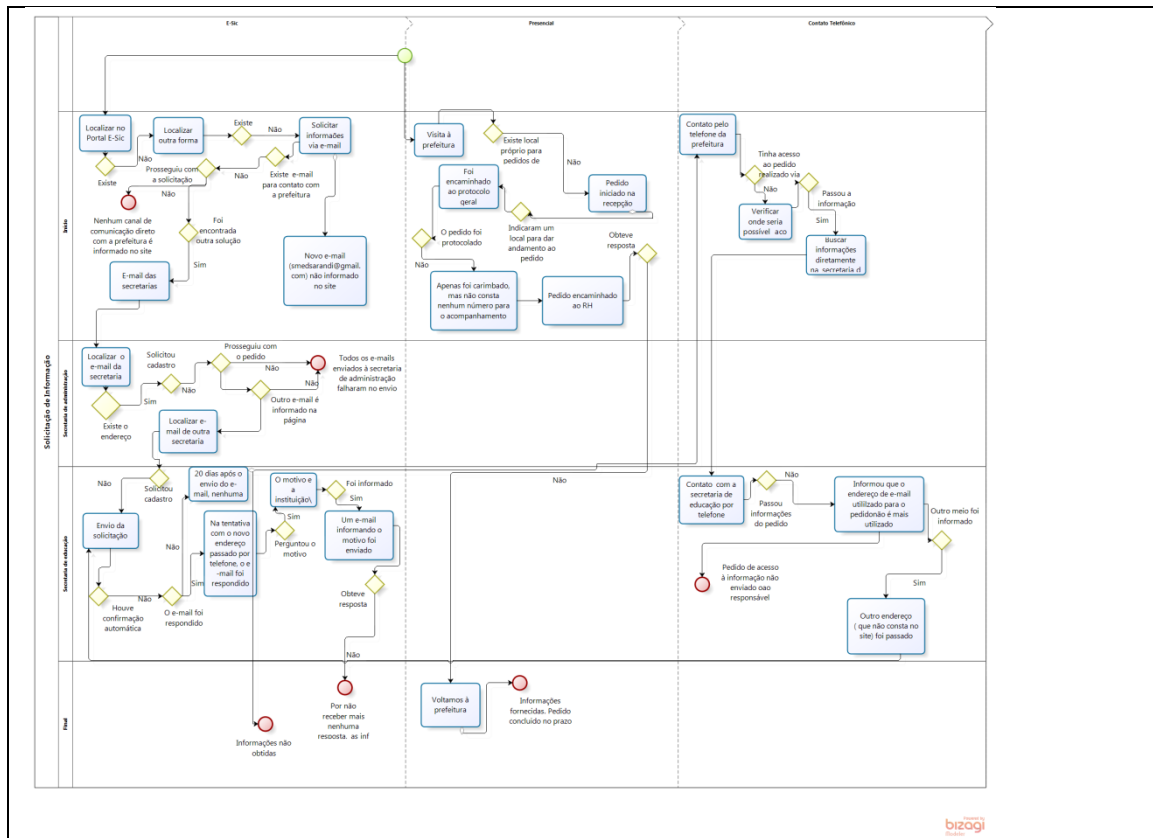 E-Sic
Presencial
Contato Telefônico
Solicitação de Informação
Início
Localizar no
Portal E-Sic
Existe
Não
Localizar
outra forma
Existe
Não
Solicitar
informaões
via e-mail
Existe e-mail
para contato com
a prefeitura
Não
Prosseguiu com
a solicitação
Não
Nenhum canal de
comunicação direto
com a prefeitura é
informado no site
Foi
encontrada
outra solução
Sim
E-mail das
secretarias
Novo e-mail
(smedsarandi@gmail.
com) não informado
no site
Visita à
prefeitura
Existe local
próprio para
pedidos de
Não
Pedido
iniciado na
recepção
Indicaram um
local para dar
andamento ao
pedido
Foi
encaminhado
ao protocolo
geral
O pedido foi
protocolado
Não
Apenas foi carimbado,
mas não consta
nenhum número para
o acompanhamento
Pedido encaminhado
ao RH
Obteve
resposta
Não
Contato pelo
telefone da
prefeitura
Tinha acesso
ao pedido
realizado via
Não
Verificar
onde seria
possível aco
Passou a
informação
Sim
Buscar
informações
diretamente
na secretaria d
Secretaria de administração
Localizar o
e-mail da
secretaria
Existe o
endereço
Sim
Solicitou
cadastro
Não
Prosseguiu com
o pedido
Não
Outro e-mail é
informado na
página
Não
Todos os e-mails
enviados à secretaria
de administração
falharam no envio
Localizar e-
mail de outra
secretaria
Secretaria de educação
Solicitou
cadastro
Não
Envio da
solicitação
Houve
confirmação
automática
Não
O e-mail foi
respondido
Não
20 dias após o
envio do e-
mail, nenhuma
Sim
Na tentativa
com o novo
endereço
passado por
telefone, o e
-mail foi
respondido
Perguntou o
motivo
Sim
O motivo e
a
instituição\
Foi informado
Sim
Um e-mail
informando o
motivo foi
enviado
Obteve
resposta
Não
Contato com a
secretaria de
educação por
telefone
Passou
informações
do pedido
Não
Informou que o
endereço de e-mail
utililzado para o
pedidonão é mais
utilizado
Pedido de acesso
à informação não
enviado oao
responsável
Outro meio foi
informado
Sim
Outro endereço
( que não consta no
site) foi passado
Final
Informações não
obtidas
Por não
receber mais
nenhuma
resposta. as inf
Voltamos à
prefeitura
Informações
fornecidas. Pedido
concluído no prazo
bizagi